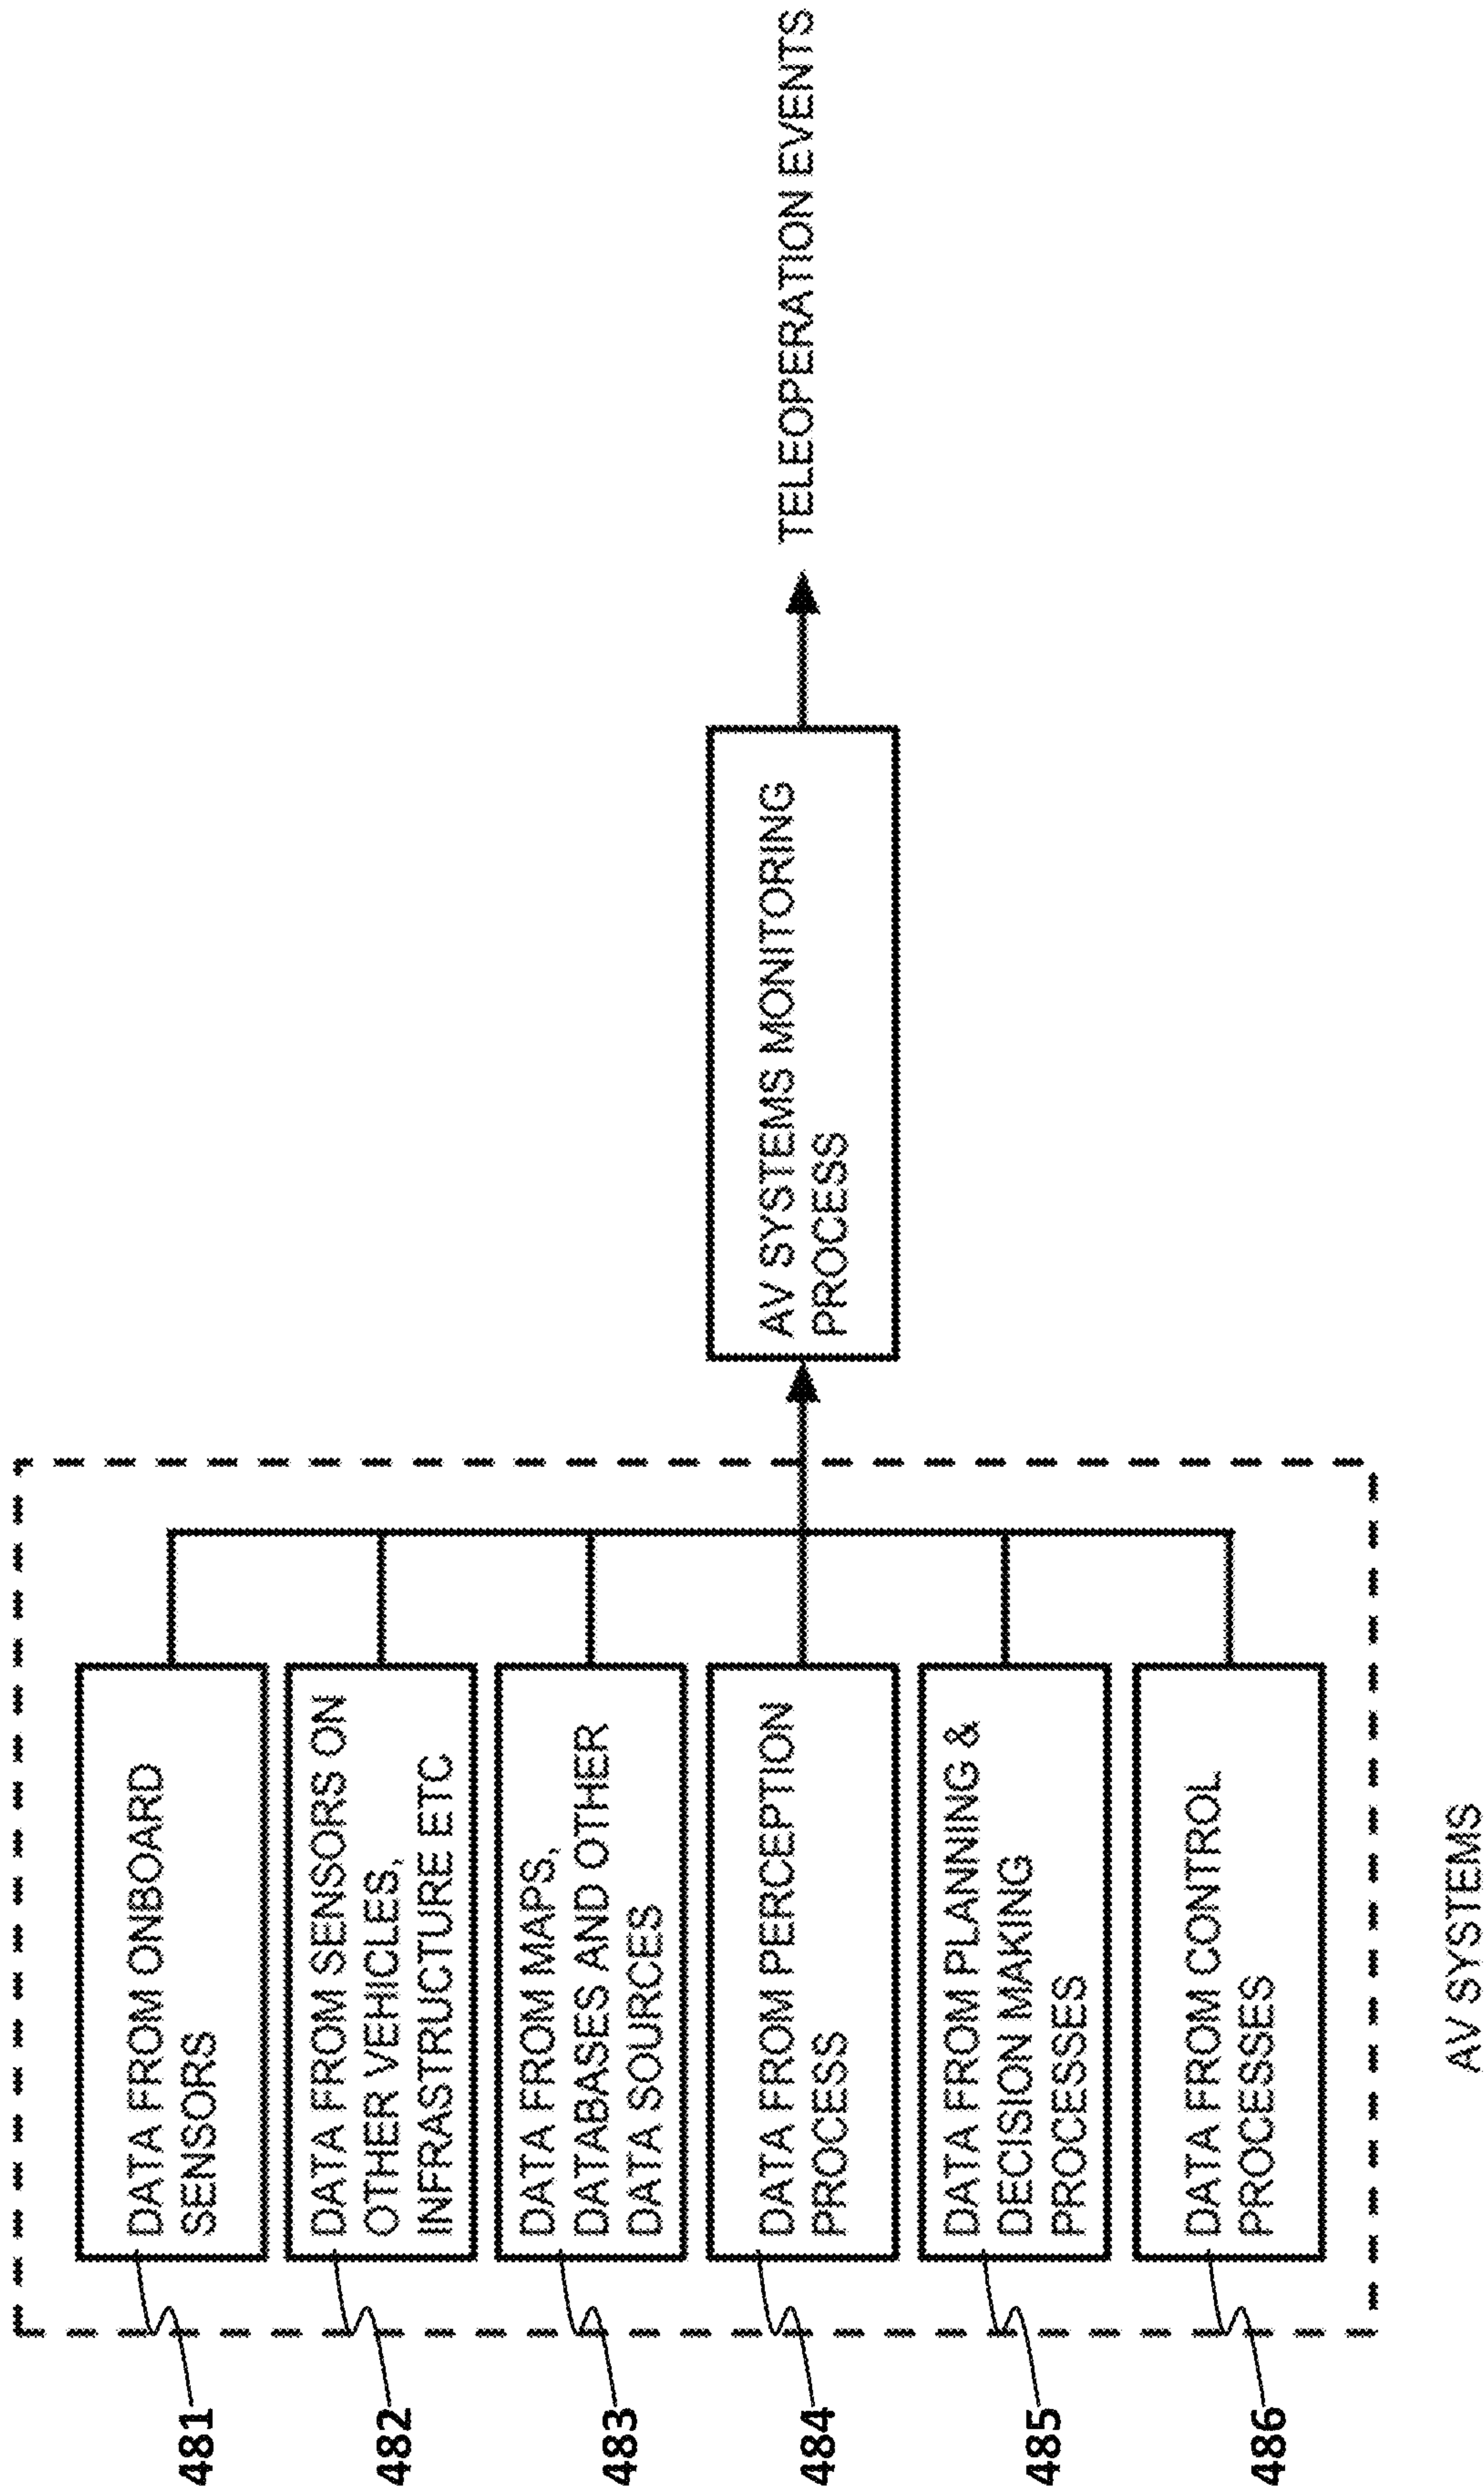 481
DATA FROM ONBOARD
SENSORS
482
DATA FROM SENSORS ON
OTHER VEHICLES,
INFRASTRUCTURE ETC
483
DATA FROM MAPS,
DATABASES AND OTHER
DATA SOURCES
484
DATA FROM PERCEPTION
PROCESS
485
DATA FROM PLANNING &
DECISION MAKING
PROCESSES
486
DATA FROM CONTROL
PROCESSES
AV SYSTEMS
AV SYSTEMS MONITORING
PROCESS
TELEOPERATION EVENTS